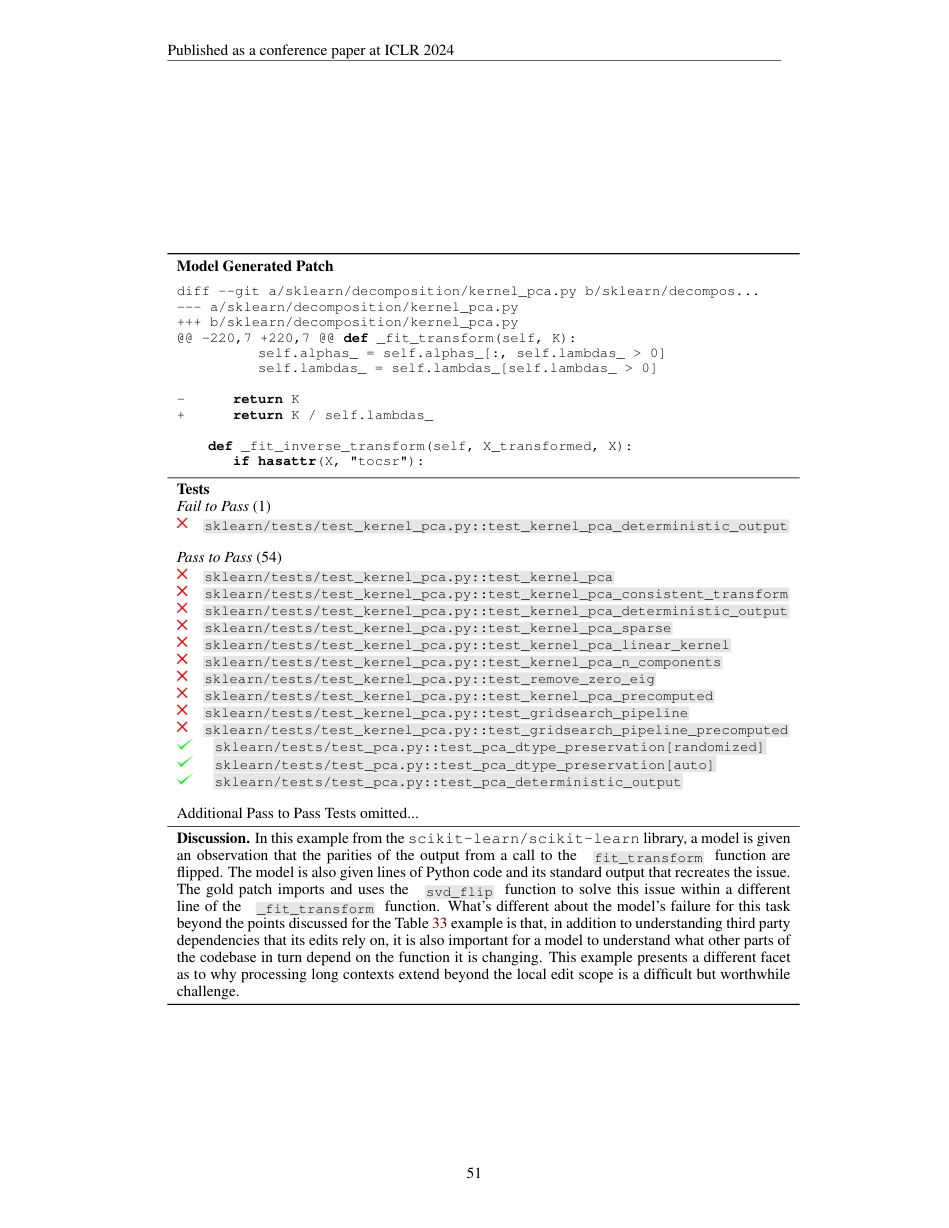 Published as a conference paper at ICLR 2024
Model Generated Patch
diff --git a/sklearn/decomposition/kernel_pca.py b/sklearn/decompos...
--- a/sklearn/decomposition/kernel_pca.py
+++ b/sklearn/decomposition/kernel_pca.py
@@ -220,7 +220,7 @@ def _fit_transform(self, K):
self.alphas_ = self.alphas_[:, self.lambdas_ > 0]
self.lambdas_ = self.lambdas_[self.lambdas_ > 0]
- return K
+ return K / self.lambdas_
def _fit_inverse_transform(self, X_transformed, X):
if hasattr(X, "tocsr"):
Tests
Fail to Pass (1)
✗ sklearn/tests/test_kernel_pca.py::test_kernel_pca_deterministic_output
Pass to Pass (54)
✗ sklearn/tests/test_kernel_pca.py::test_kernel_pca
✗ sklearn/tests/test_kernel_pca.py::test_kernel_pca_consistent_transform
✗ sklearn/tests/test_kernel_pca.py::test_kernel_pca_deterministic_output
✗ sklearn/tests/test_kernel_pca.py::test_kernel_pca_sparse
✗ sklearn/tests/test_kernel_pca.py::test_kernel_pca_linear_kernel
✗ sklearn/tests/test_kernel_pca.py::test_kernel_pca_n_components
✗ sklearn/tests/test_kernel_pca.py::test_remove_zero_eig
✗ sklearn/tests/test_kernel_pca.py::test_kernel_pca_precomputed
✗ sklearn/tests/test_kernel_pca.py::test_gridsearch_pipeline
✗ sklearn/tests/test_kernel_pca.py::test_gridsearch_pipeline_precomputed
✓ sklearn/tests/test_pca.py::test_pca_dtype_preservation[randomized]
✓ sklearn/tests/test_pca.py::test_pca_dtype_preservation[auto]
✓ sklearn/tests/test_pca.py::test_pca_deterministic_output
Additional Pass to Pass Tests omitted...
Discussion. In this example from the scikit-learn/scikit-learn library, a model is given
an observation that the parities of the output from a call to the fit_transform function are
flipped. The model is also given lines of Python code and its standard output that recreates the issue.
The gold patch imports and uses the svd_flip function to solve this issue within a different
line of the _fit_transform function. What's different about the model's failure for this task
beyond the points discussed for the Table 33 example is that, in addition to understanding third party
dependencies that its edits rely on, it is also important for a model to understand what other parts of
the codebase in turn depend on the function it is changing. This example presents a different facet
as to why processing long contexts extend beyond the local edit scope is a difficult but worthwhile
challenge.
51